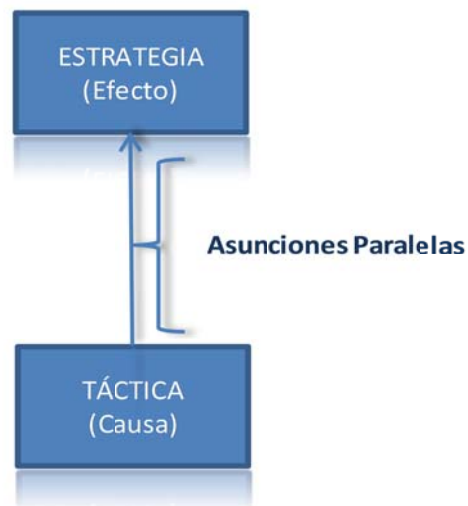 ESTRATEGIA
(Efecto)
Asunciones Paralelas
TÁCTICA
(Causa)